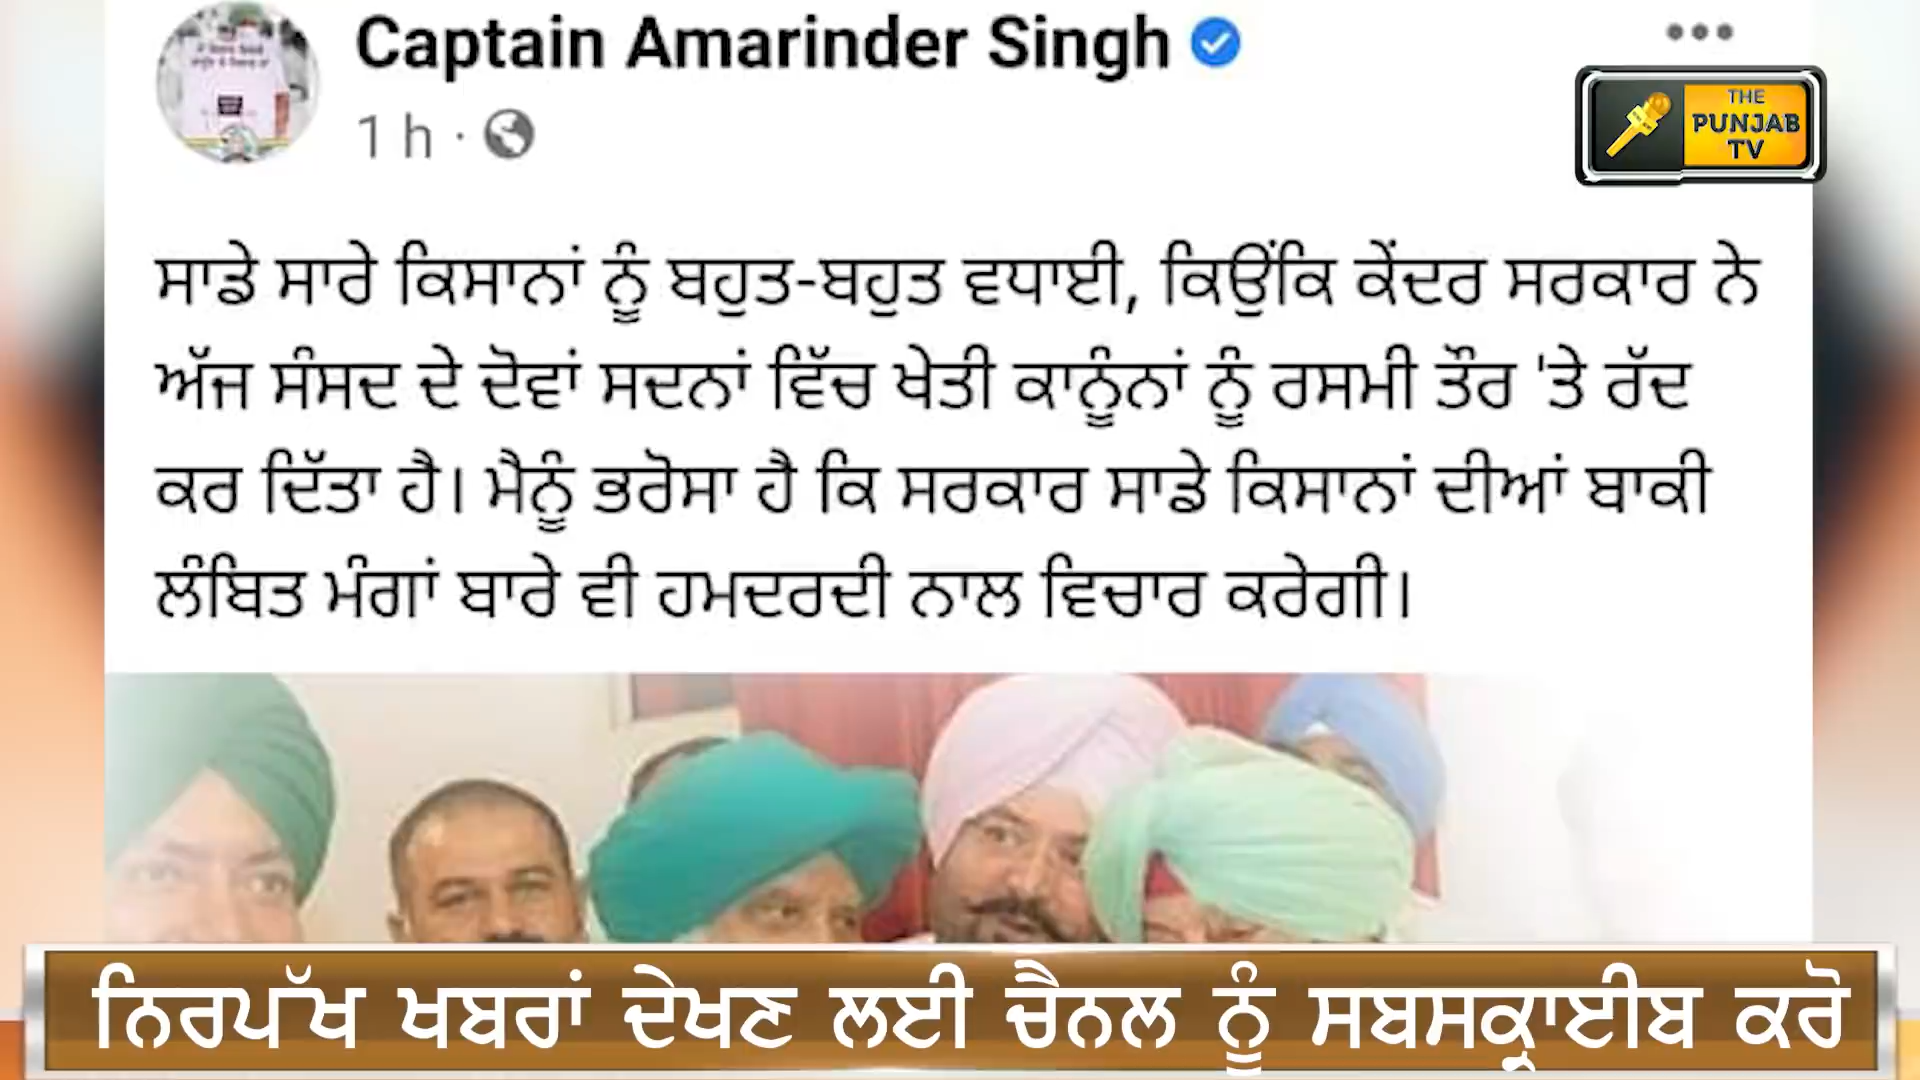 Captain Amarinder Singh
1 h ·
THE
PUNJAB
TV
ਸਾਡੇ ਸਾਰੇ ਕਿਸਾਨਾਂ ਨੂੰ ਬਹੁਤ-ਬਹੁਤ ਵਧਾਈ, ਕਿਉਂਕਿ ਕੇਂਦਰ ਸਰਕਾਰ ਨੇ
ਅੱਜ ਸੰਸਦ ਦੇ ਦੋਵਾਂ ਸਦਨਾਂ ਵਿੱਚ ਖੇਤੀ ਕਾਨੂੰਨਾਂ ਨੂੰ ਰਸਮੀ ਤੌਰ 'ਤੇ ਰੱਦ
ਕਰ ਦਿੱਤਾ ਹੈ। ਮੈਨੂੰ ਭਰੋਸਾ ਹੈ ਕਿ ਸਰਕਾਰ ਸਾਡੇ ਕਿਸਾਨਾਂ ਦੀਆਂ ਬਾਕੀ
ਲੰਬਿਤ ਮੰਗਾਂ ਬਾਰੇ ਵੀ ਹਮਦਰਦੀ ਨਾਲ ਵਿਚਾਰ ਕਰੇਗੀ।
ਨਿਰਪੱਖ ਖਬਰਾਂ ਦੇਖਣ ਲਈ ਚੈਨਲ ਨੂੰ ਸਬਸਕ੍ਰਾਈਬ ਕਰੋ